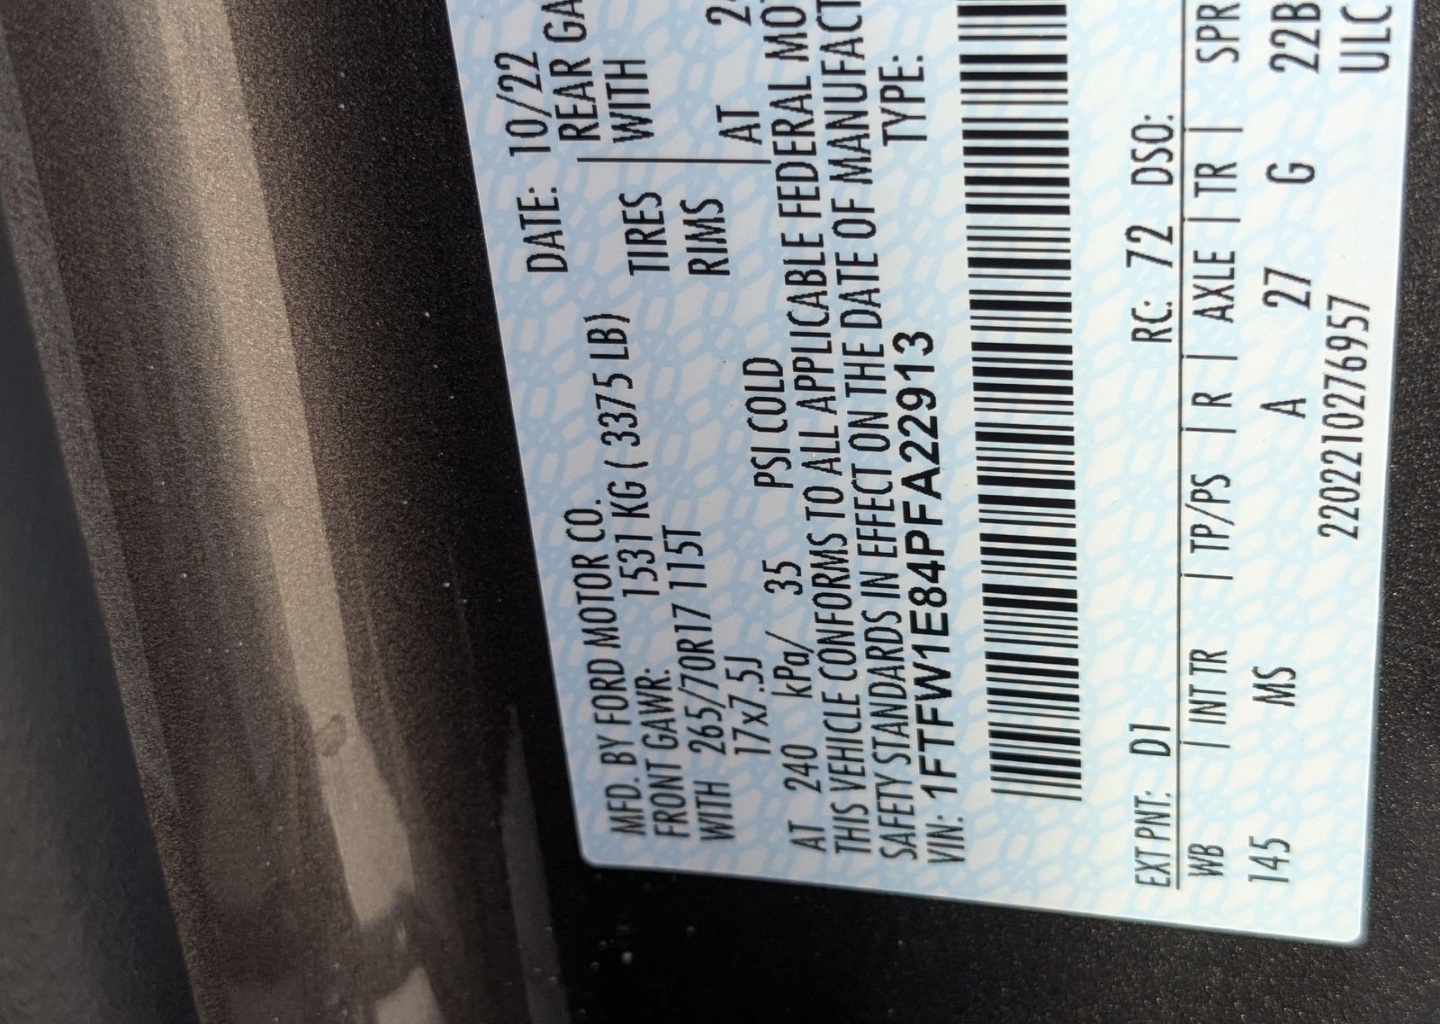 MFD. BY FORD MOTOR CO. DATE: 10/22
FRONT GAWR: 1531 KG ( 3375 LB) REAR GA
WITH 265/70R17 115T TIRES WITH
17x7.5J RIMS
AT 240 kPa/ 35 PSI COLD AT 24
THIS VEHICLE CONFORMS TO ALL APPLICABLE FEDERAL MOT
SAFETY STANDARDS IN EFFECT ON THE DATE OF MANUFACT
VIN: 1FTFW1E84PFA22913 TYPE:
EXT PNT: D1 RC: 72 DSO:
WB | INT TR | TP/PS | R | AXLE | TR | SPR
145 MS A 27 G 22B
2202210276957 ULC